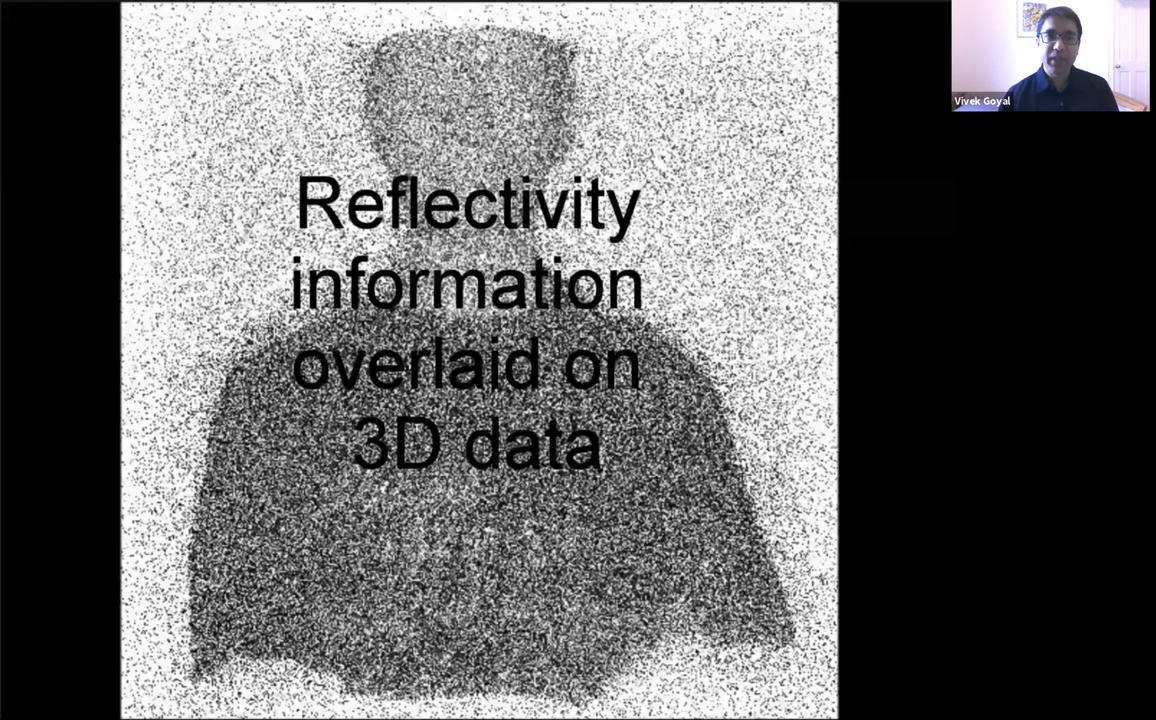 Reflectivity
information
overlaid on
3D data
Vivek Goyal